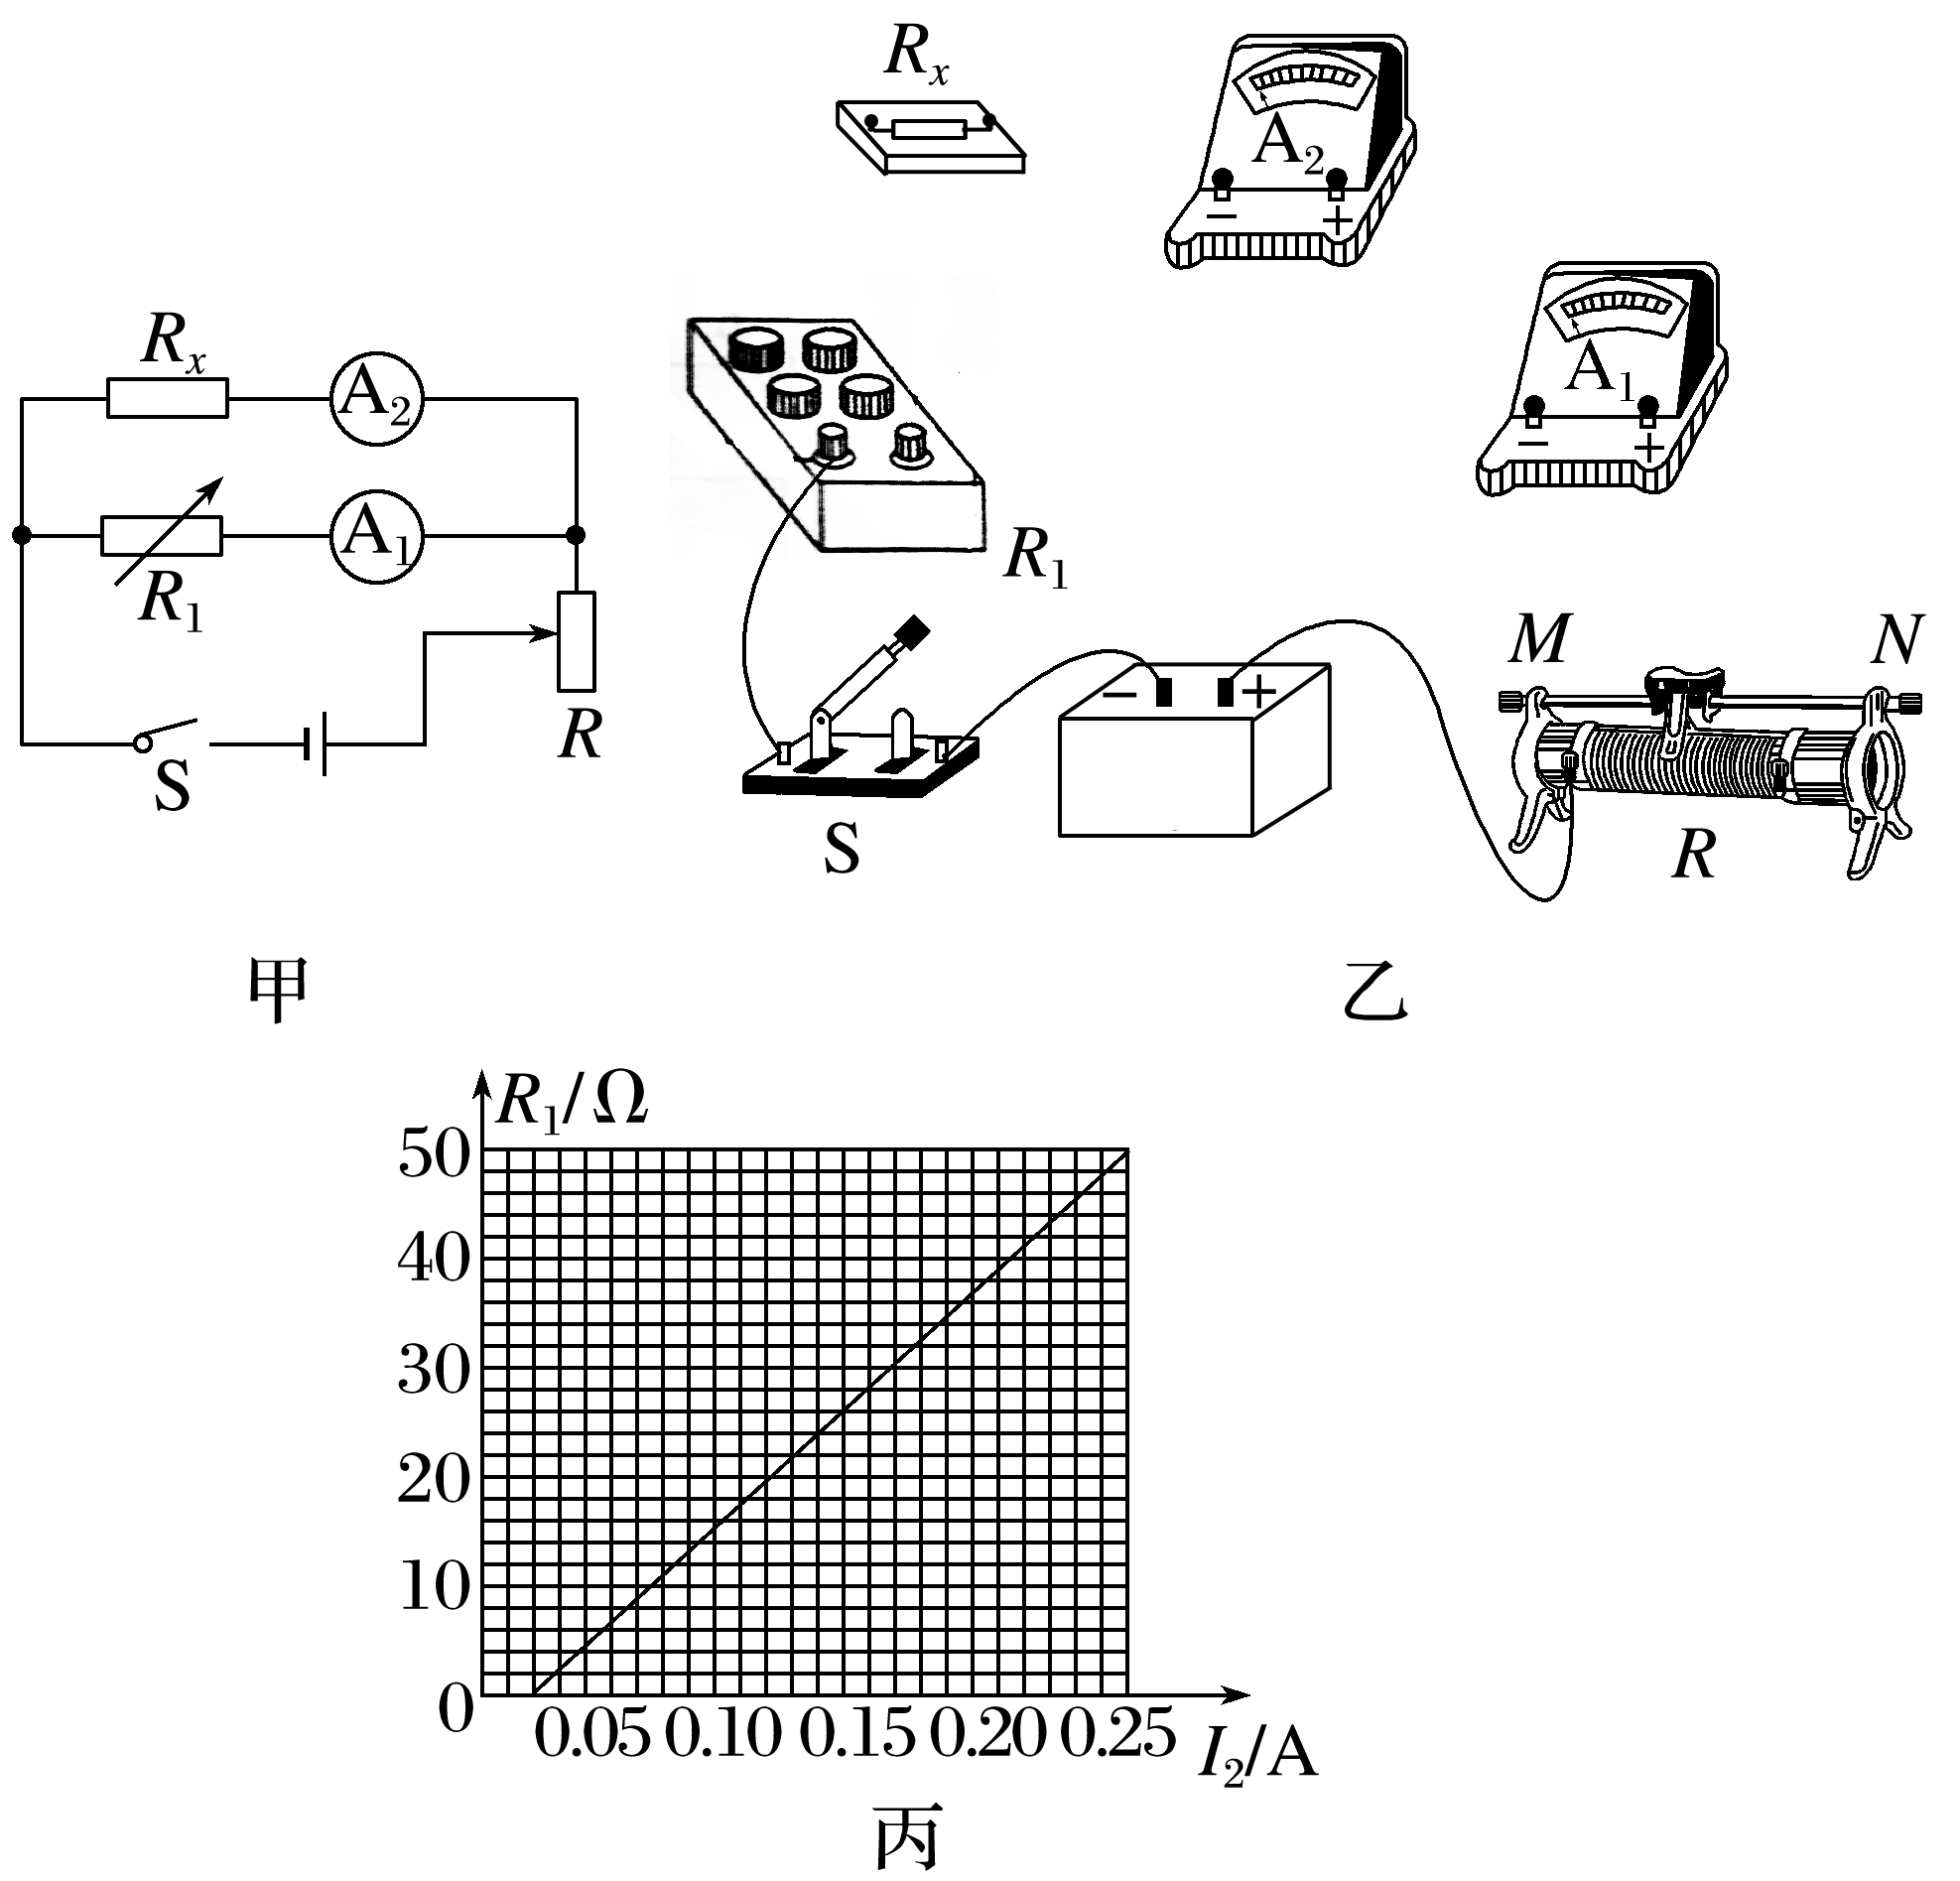 Rₓ
A₂
− +
A₁
− +
Rₓ
A₂
A₁
R₁
R
S
R₁
S
− +
M N
R
甲
乙
R₁/Ω
50
40
30
20
10
0 0.05 0.10 0.15 0.20 0.25
I₂/A
丙